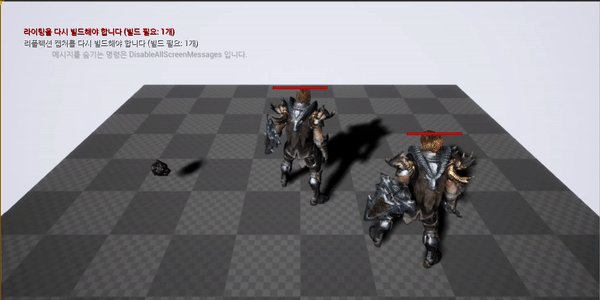 라이팅을 다시 빌드해야 합니다 (빌드 필요: 1개)
리플렉션 캡처를 다시 빌드해야 합니다 (빌드 필요: 1개)
메시지를 숨기는 명령은 DisableAllScreenMessages 입니다.